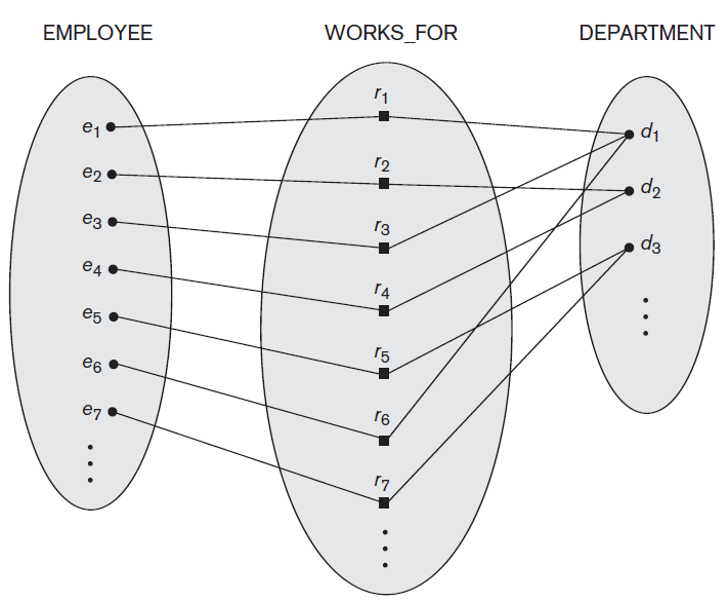 EMPLOYEE WORKS_FOR DEPARTMENT
e1
e2
e3
e4
e5
e6
e7
r1
r2
r3
r4
r5
r6
r7
d1
d2
d3